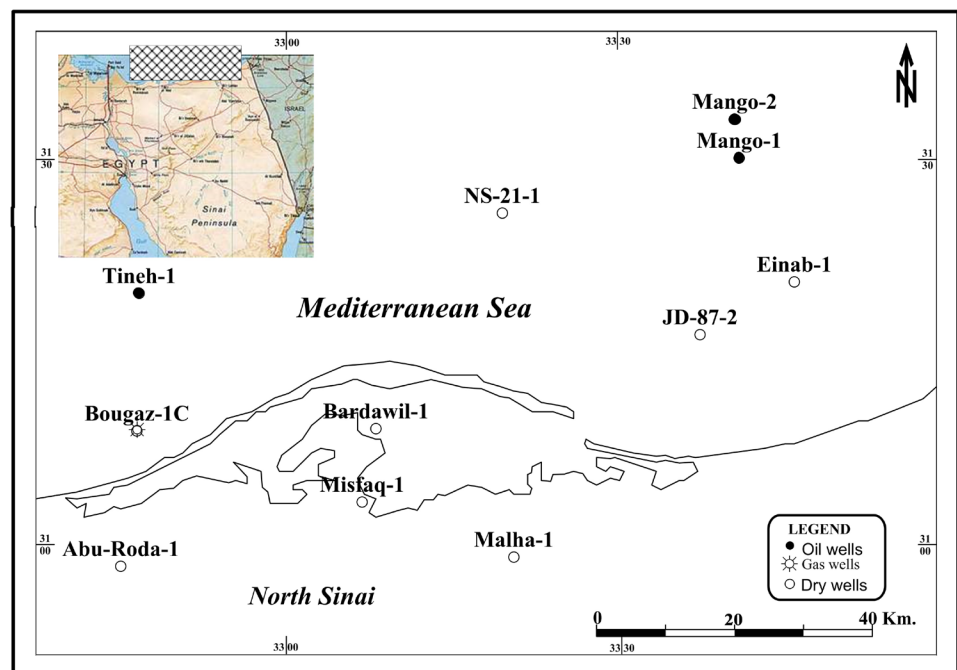 33 00
33 30
Mango-2
Mango-1
31
30
31
30
NS-21-1
Einab-1
Tineh-1
JD-87-2
Mediterranean Sea
Bougaz-1C
Bardawil-1
Misfaq-1
Malha-1
Abu-Roda-1
31
00
31
00
North Sinai
LEGEND
Oil wells
Gas wells
Dry wells
0 20 40 Km.
33 00
33 30
N
ISRAEL
EGYPT
Sinai
Peninsula
Gulf